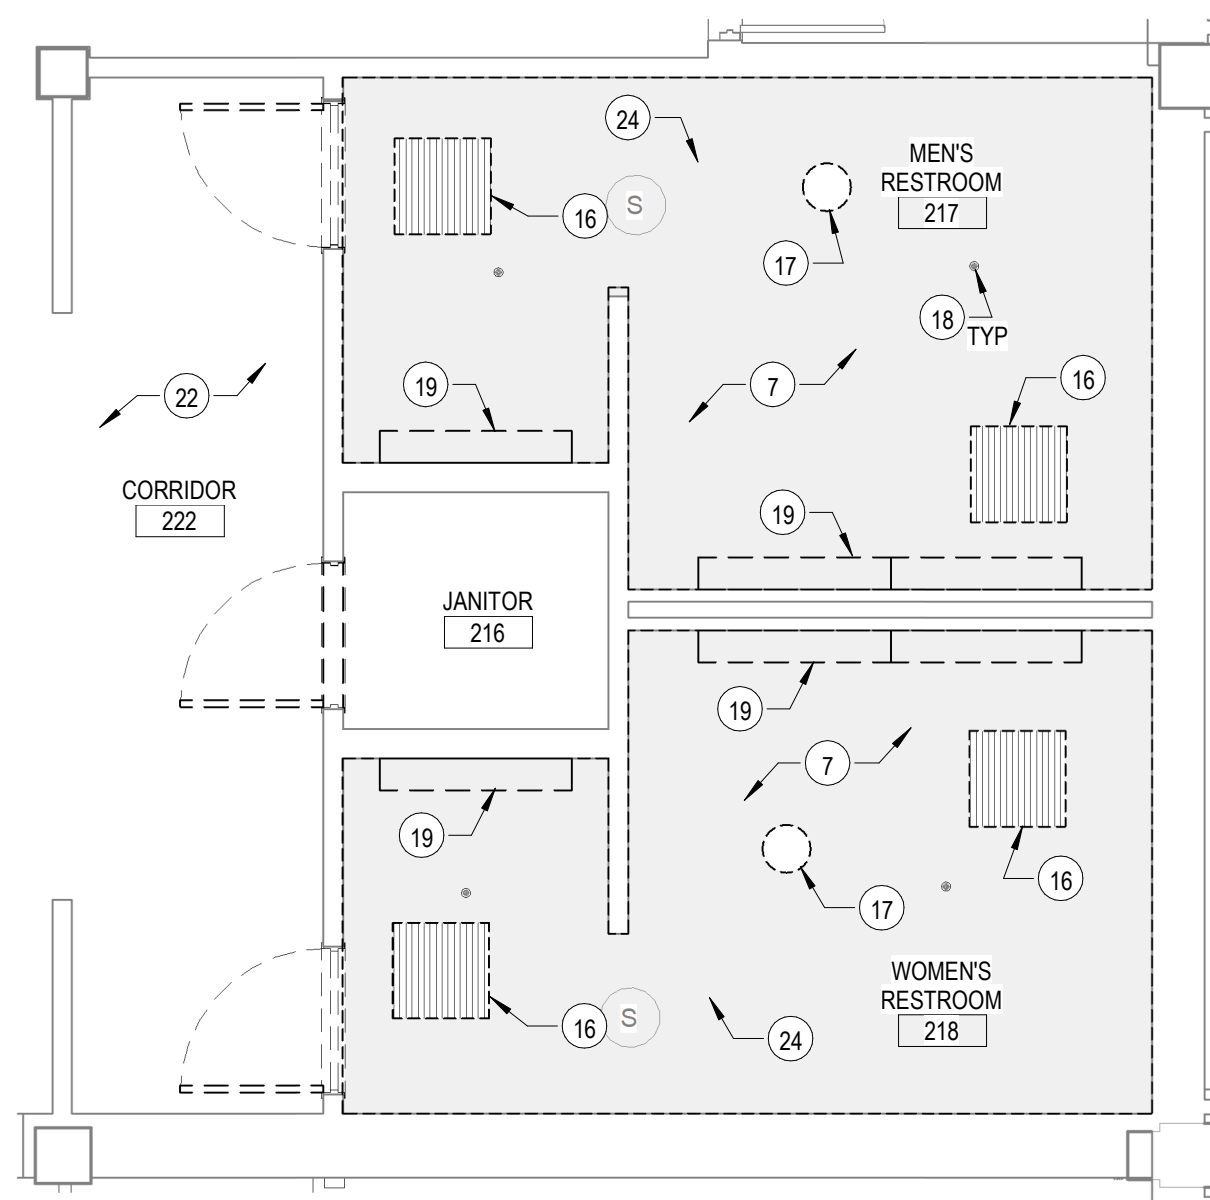 24
MEN'S
RESTROOM
217
16
S
17
18
TYP
19
7
16
22
CORRIDOR
222
19
JANITOR
216
19
7
19
16
17
WOMEN'S
RESTROOM
218
16
S
24